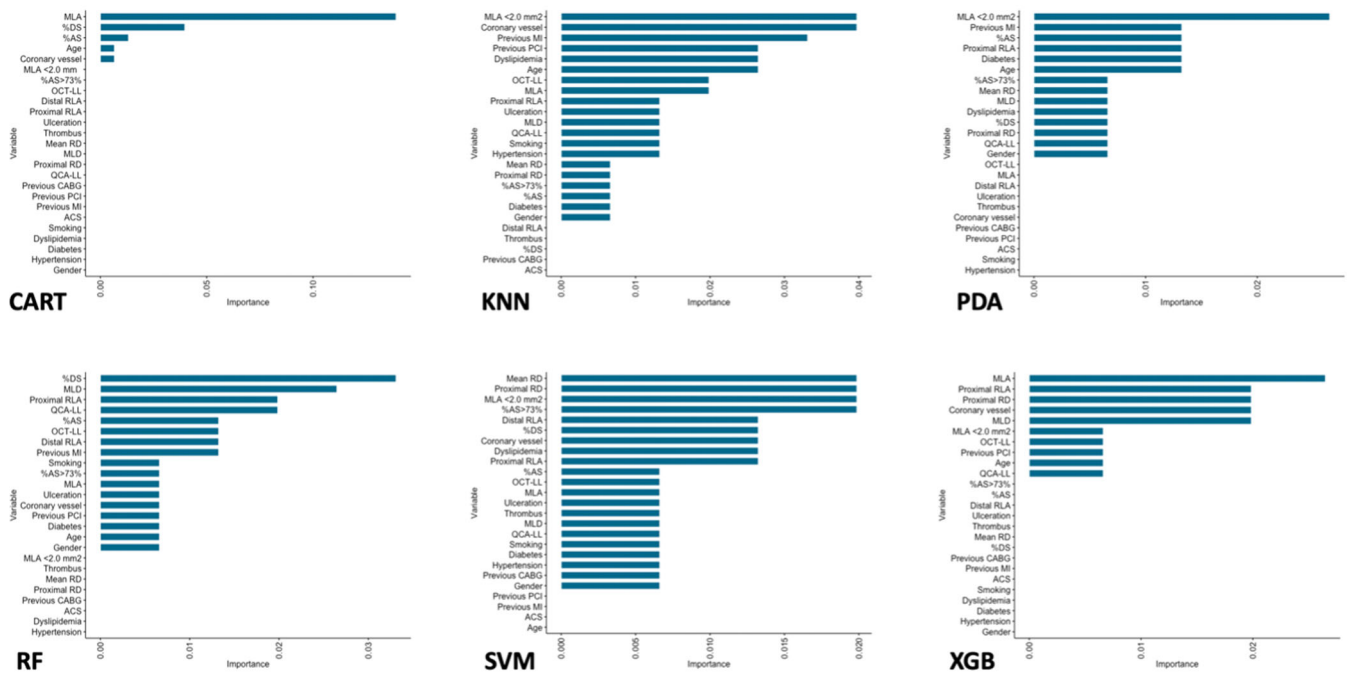 MLA
%DS
%AS
Age
Coronary vessel
MLA <2.0 mm
%AS>73%
OCT-LL
Distal RLA
Proximal RLA
Ulceration
Thrombus
Mean RD
MLD
Proximal RD
QCA-LL
Previous CABG
Previous PCI
Previous MI
ACS
Smoking
Dyslipidemia
Diabetes
Hypertension
Gender
Variable
0.00
0.05
0.10
Importance
CART
MLA <2.0 mm2
Coronary vessel
Previous MI
Previous PCI
Dyslipidemia
Age
OCT-LL
MLA
Proximal RLA
Ulceration
MLD
QCA-LL
Smoking
Hypertension
Mean RD
Proximal RD
%AS>73%
%AS
Diabetes
Gender
Distal RLA
Thrombus
%DS
Previous CABG
ACS
Variable
0.00
0.01
0.02
0.03
0.04
Importance
KNN
MLA <2.0 mm2
Previous MI
%AS
Proximal RLA
Diabetes
Age
%AS>73%
Mean RD
MLD
Dyslipidemia
%DS
Proximal RD
QCA-LL
Gender
OCT-LL
MLA
Distal RLA
Ulceration
Thrombus
Coronary vessel
Previous CABG
Previous PCI
ACS
Smoking
Hypertension
Variable
0.00
0.01
0.02
Importance
PDA
%DS
MLD
Proximal RLA
QCA-LL
%AS
OCT-LL
Distal RLA
Previous MI
Smoking
%AS>73%
MLA
Ulceration
Coronary vessel
Previous PCI
Diabetes
Age
Gender
MLA <2.0 mm2
Thrombus
Mean RD
Proximal RD
Previous CABG
ACS
Dyslipidemia
Hypertension
Variable
0.00
0.01
0.02
0.03
Importance
RF
Mean RD
Proximal RD
MLA <2.0 mm2
%AS>73%
Distal RLA
%DS
Coronary vessel
Dyslipidemia
Proximal RLA
%AS
OCT-LL
MLA
Ulceration
Thrombus
MLD
QCA-LL
Smoking
Diabetes
Hypertension
Previous CABG
Gender
Previous PCI
Previous MI
ACS
Age
Variable
0.000
0.005
0.010
0.015
0.020
Importance
SVM
MLA
Proximal RLA
Proximal RD
Coronary vessel
MLD
MLA <2.0 mm2
OCT-LL
Previous PCI
Age
QCA-LL
%AS>73%
%AS
Distal RLA
Ulceration
Thrombus
Mean RD
%DS
Previous CABG
Previous MI
ACS
Smoking
Dyslipidemia
Diabetes
Hypertension
Gender
Variable
0.00
0.01
0.02
Importance
XGB